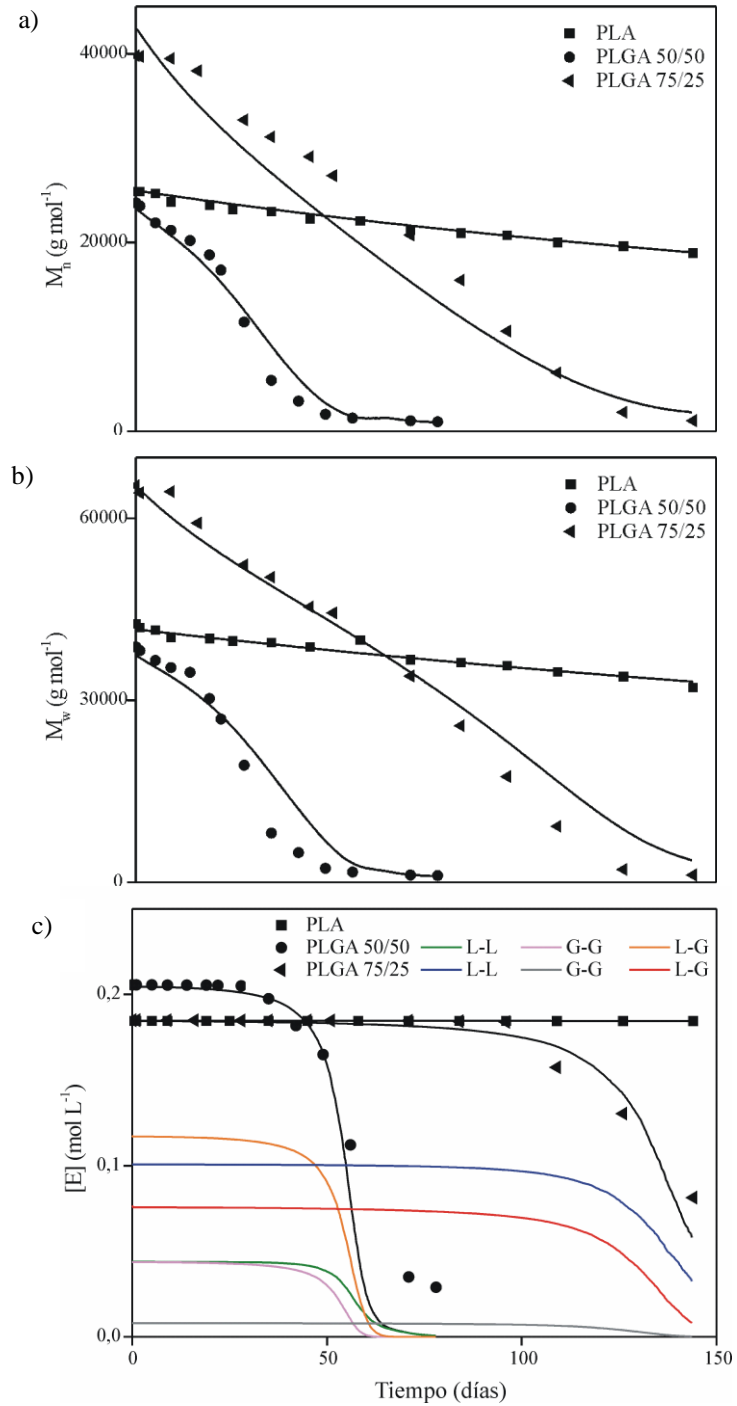 a)
40000
20000
0
Mn (g mol-1)
PLA
PLGA 50/50
PLGA 75/25
b)
60000
30000
0
Mw (g mol-1)
PLA
PLGA 50/50
PLGA 75/25
c)
0,2
0,1
0,0
[E] (mol L-1)
PLA
PLGA 50/50 L-L G-G L-G
PLGA 75/25 L-L G-G L-G
0 50 100 150
Tiempo (días)